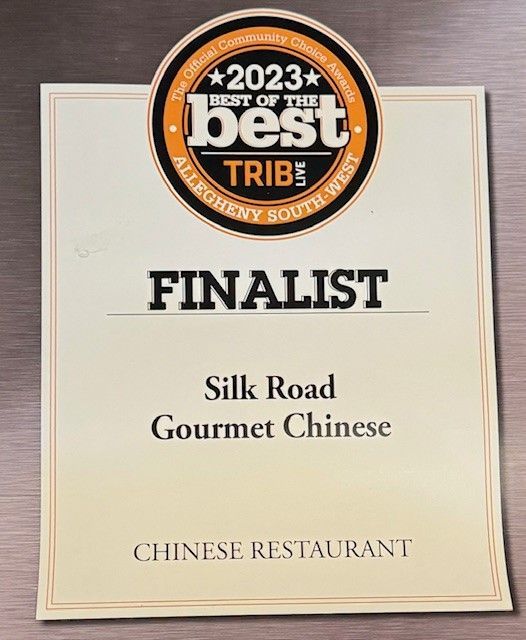 The Official Community Choice Awards
★2023★
BEST OF THE
best
TRIB LIVE
ALLEGHENY SOUTH-WEST
FINALIST
Silk Road
Gourmet Chinese
CHINESE RESTAURANT